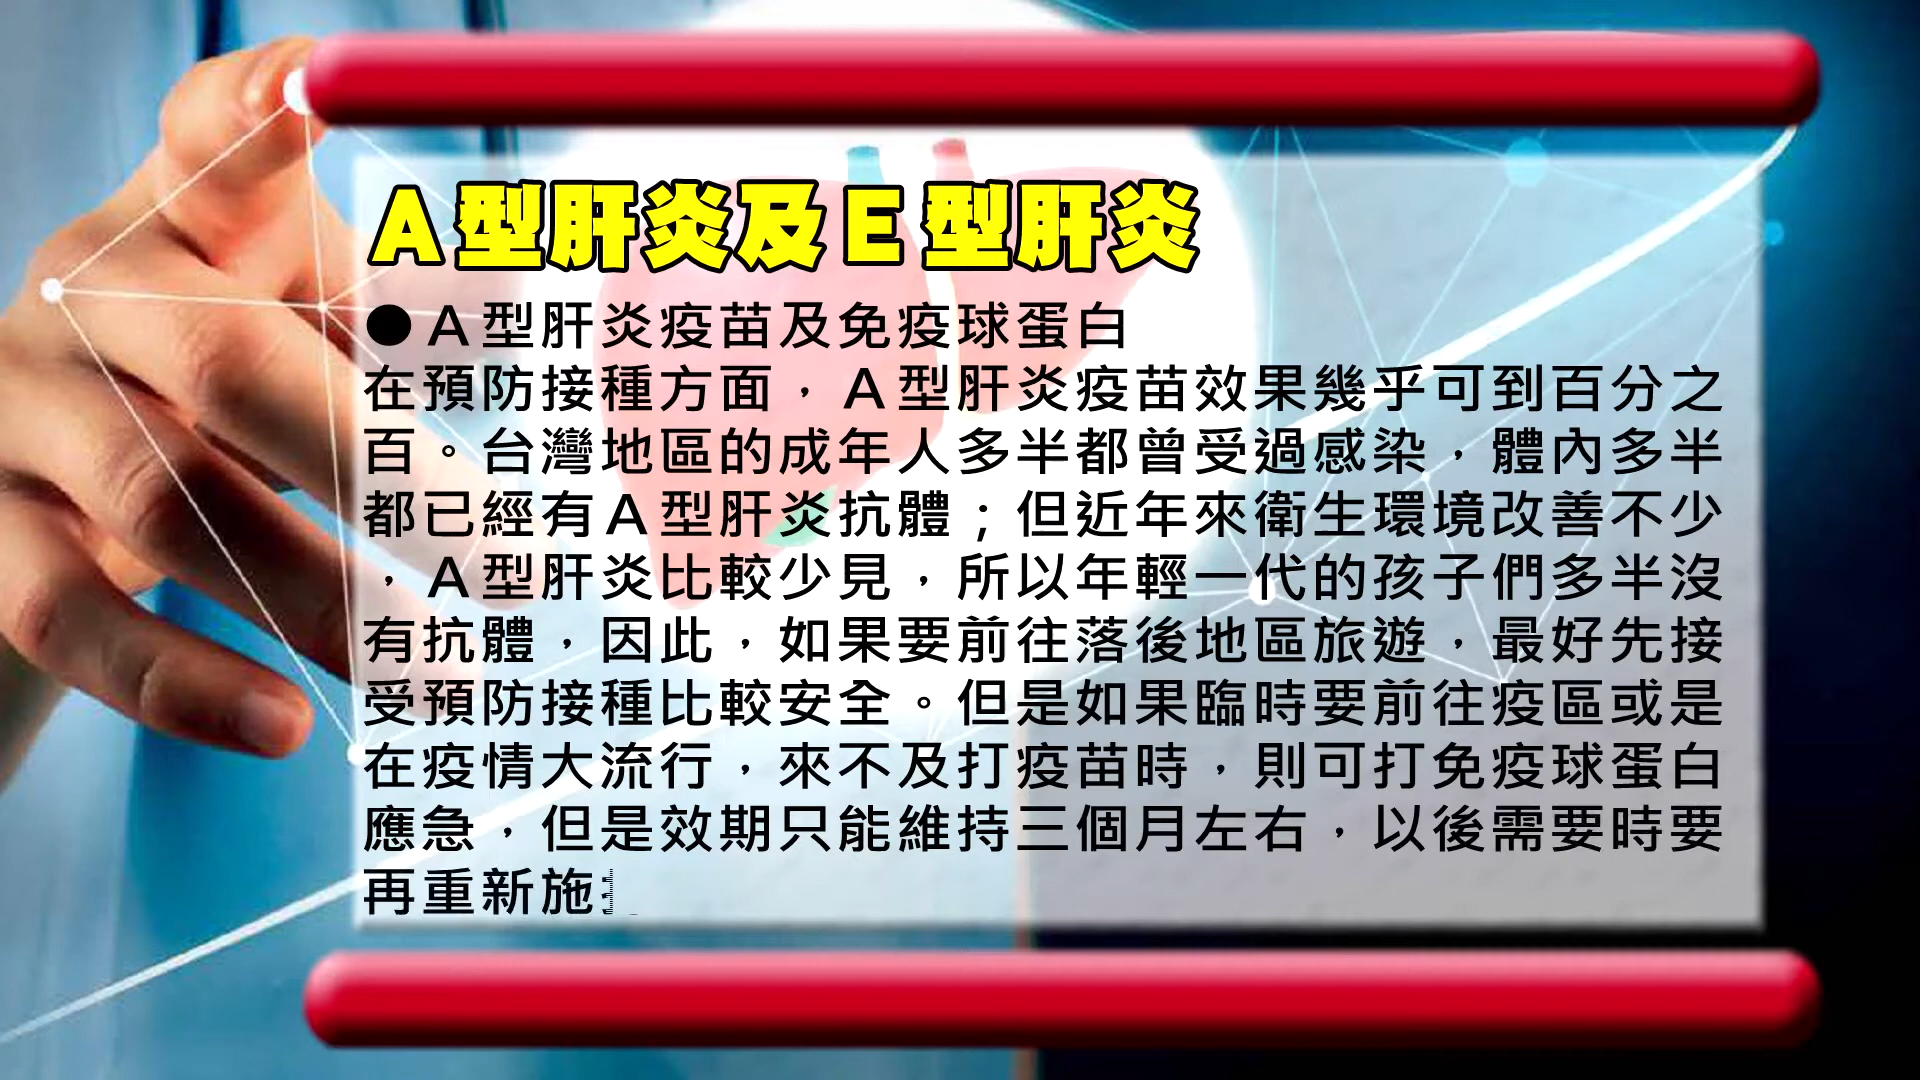 A型肝炎及E型肝炎
●A型肝炎疫苗及免疫球蛋白
在預防接種方面，A型肝炎疫苗效果幾乎可到百分之
百。台灣地區的成年人多半都曾受過感染，體內多半
都已經有A型肝炎抗體；但近年來衛生環境改善不少
，A型肝炎比較少見，所以年輕一代的孩子們多半沒
有抗體，因此，如果要前往落後地區旅遊，最好先接
受預防接種比較安全。但是如果臨時要前往疫區或是
在疫情大流行，來不及打疫苗時，則可打免疫球蛋白
應急，但是效期只能維持三個月左右，以後需要時要
再重新施